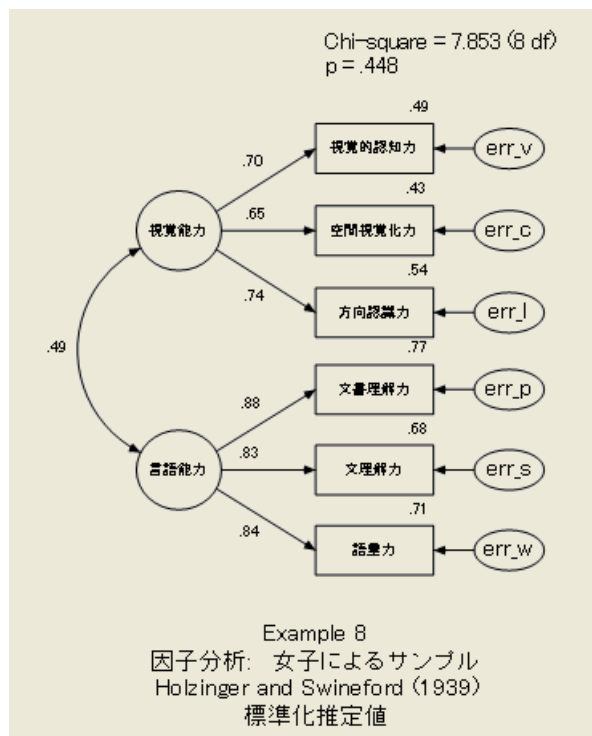 Chi-square = 7.853 (8 df)
p = .448
.49
視覚的認知力
err_v
.70
.43
.65
視覚能力
空間視覚化力
err_c
.54
.74
方向認識力
err_l
.49
.77
.88
文書理解力
err_p
.68
.83
言語能力
文理解力
err_s
.71
.84
語彙力
err_w
Example 8
因子分析: 女子によるサンプル
Holzinger and Swineford (1939)
標準化推定値